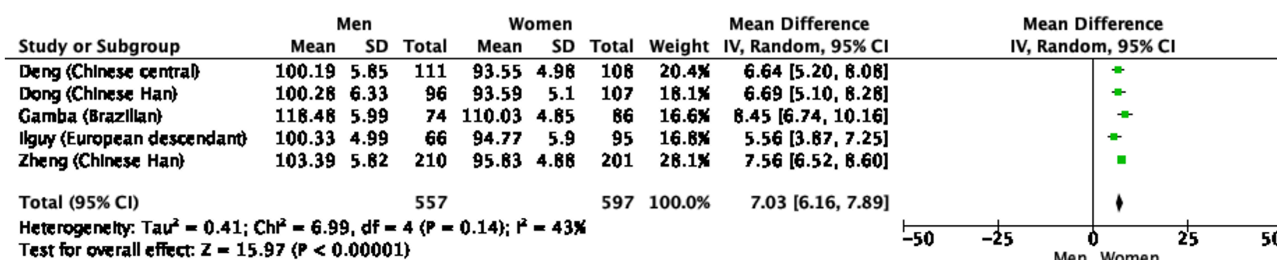 Men Women Mean Difference Mean Difference
Study or Subgroup Mean SD Total Mean SD Total Weight IV, Random, 95% CI IV, Random, 95% CI
Deng (Chinese central) 100.19 5.85 111 93.55 4.98 108 20.4% 6.64 [5.20, 8.08]
Dong (Chinese Han) 100.28 6.33 96 93.59 5.1 107 18.1% 6.69 [5.10, 8.28]
Gamba (Brazilian) 118.48 5.99 74 110.03 4.85 86 16.6% 8.45 [6.74, 10.16]
Ilguy (European descendant) 100.33 4.99 66 94.77 5.9 95 16.8% 5.56 [3.87, 7.25]
Zheng (Chinese Han) 103.39 5.82 210 95.83 4.88 201 28.1% 7.56 [6.52, 8.60]
Total (95% CI) 557 597 100.0% 7.03 [6.16, 7.89]
Heterogeneity: Tau² = 0.41; Chi² = 6.99, df = 4 (P = 0.14); I² = 43%
Test for overall effect: Z = 15.97 (P < 0.00001)
-50 -25 0 25 50
Men Women